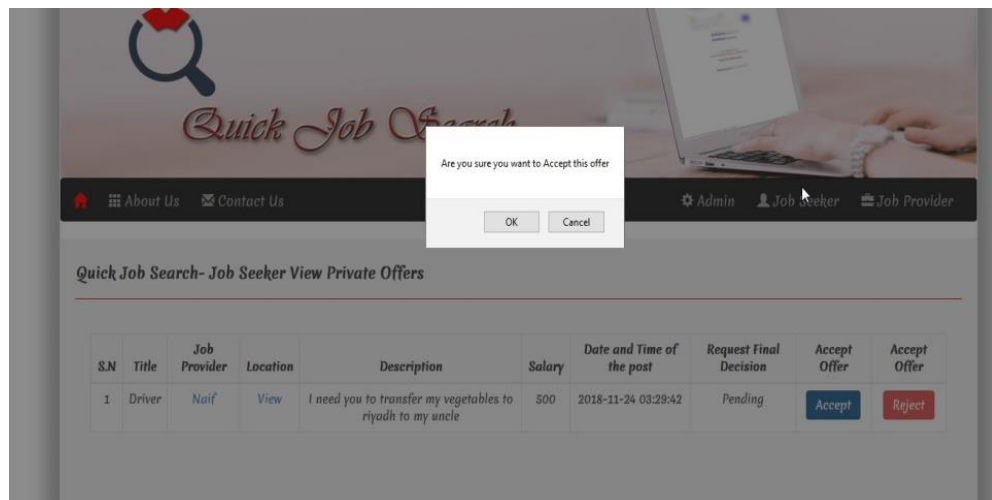 Quick Job Search
Are you sure you want to Accept this offer
OK Cancel
About Us Contact Us Admin Job Seeker Job Provider
Quick Job Search- Job Seeker View Private Offers
S.N Title Job Provider Location Description Salary Date and Time of the post Request Final Decision Accept Offer Accept Offer
1 Driver Naif View I need you to transfer my vegetables to riyadh to my uncle 500 2018-11-24 03:29:42 Pending Accept Reject